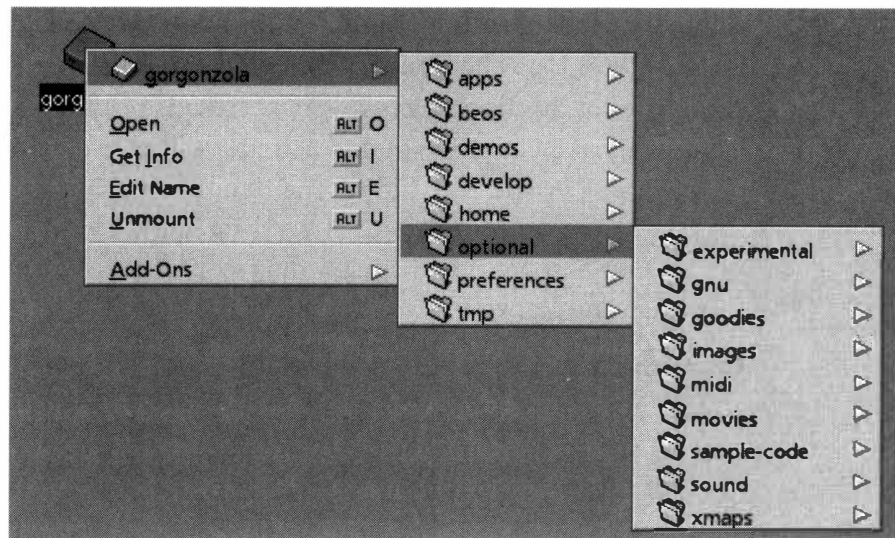 gorg
gorgonzola
Open ALT O
Get Info ALT I
Edit Name ALT E
Unmount ALT U
Add-Ons
apps
beos
demos
develop
home
optional
preferences
tmp
experimental
gnu
goodies
images
midi
movies
sample-code
sound
xmaps